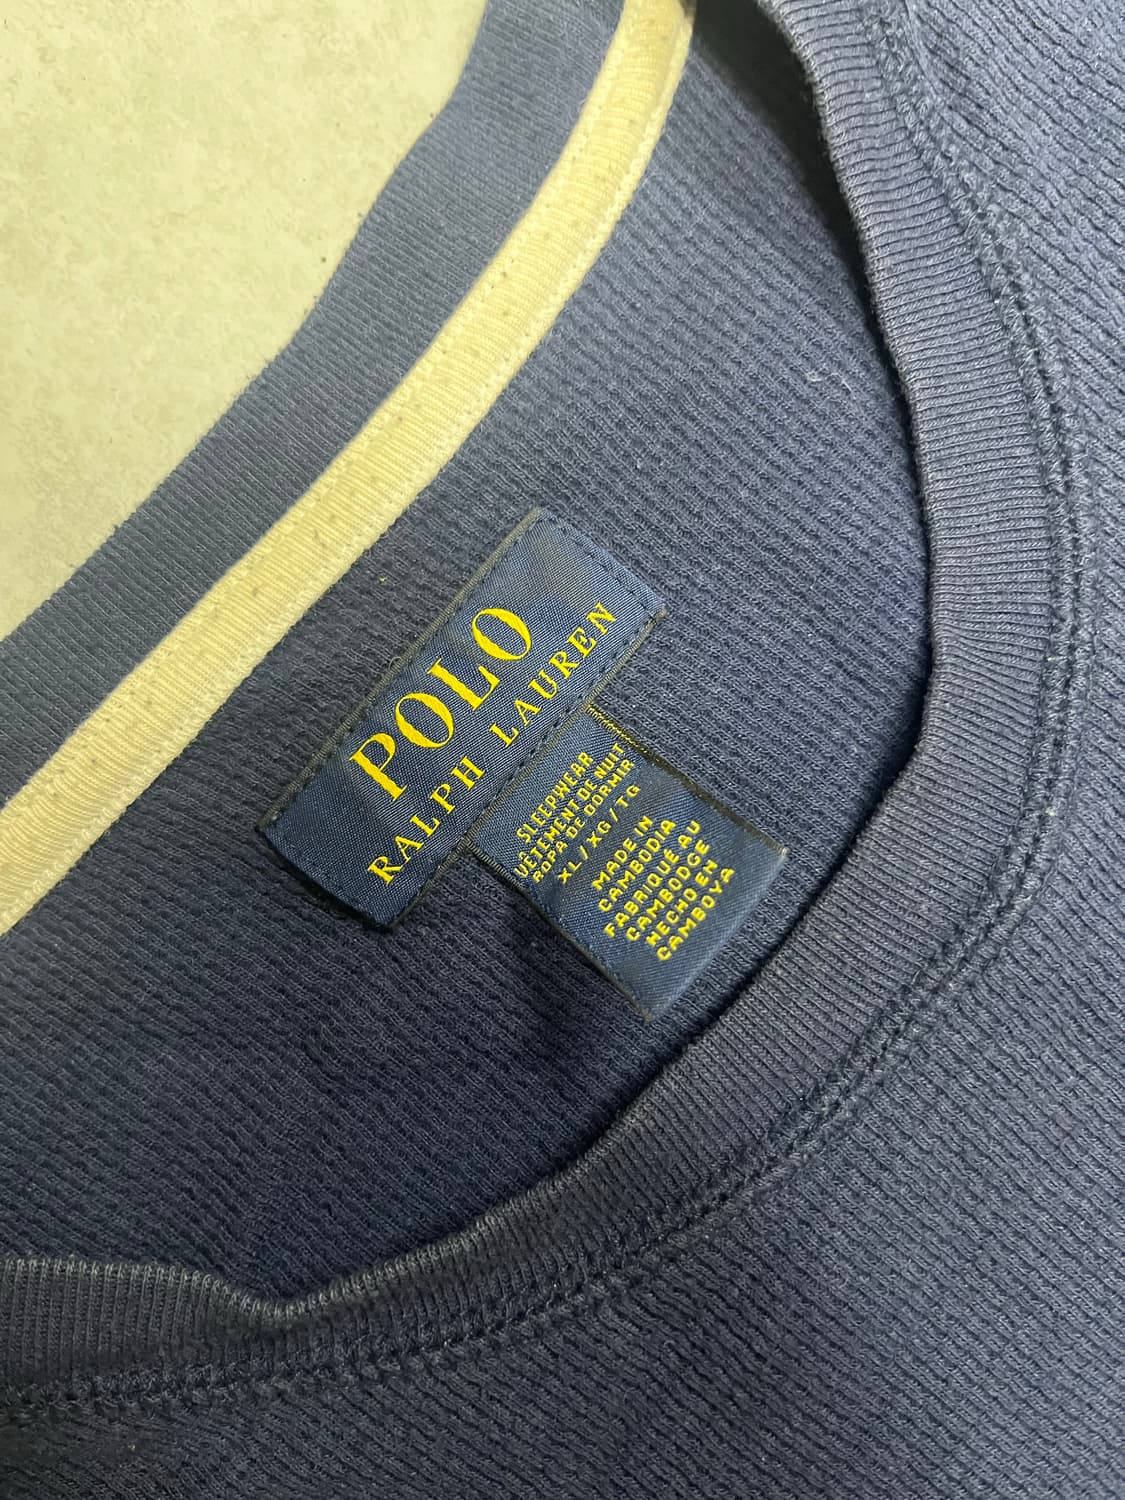 POLO
RALPH LAUREN
SLEEPWEAR
VÊTEMENT DE NUIT
ROPA DE DORMIR
XL/XG/TG
MADE IN
CAMBODIA
FABRIQUÉ AU
CAMBODGE
HECHO EN
CAMBOYA